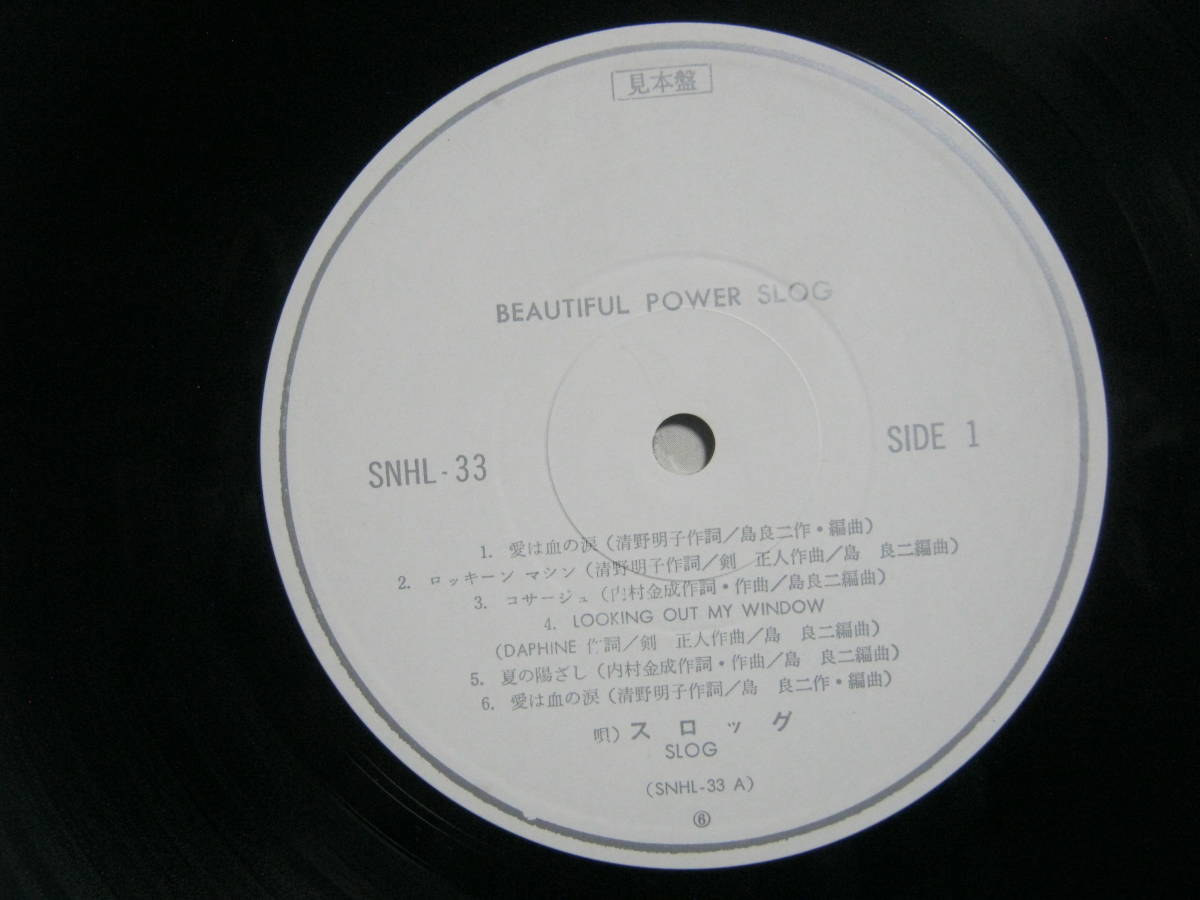 見本盤
BEAUTIFUL POWER SLOG
SNHL-33
SIDE 1
1. 愛は血の涙（清野明子作詞／島良二作・編曲）
2. ロッキーン マシン（清野明子作詞／剣　正人作曲／島　良二編曲）
3. コサージュ（内村金成作詞・作曲／島良二編曲）
4. LOOKING OUT MY WINDOW
（DAPHINE 作詞／剣　正人作曲／島　良二編曲）
5. 夏の陽ざし（内村金成作詞・作曲／島　良二編曲）
6. 愛は血の涙（清野明子作詞／島　良二作・編曲）
唄）スロッグ
SLOG
（SNHL-33 A）
⑥